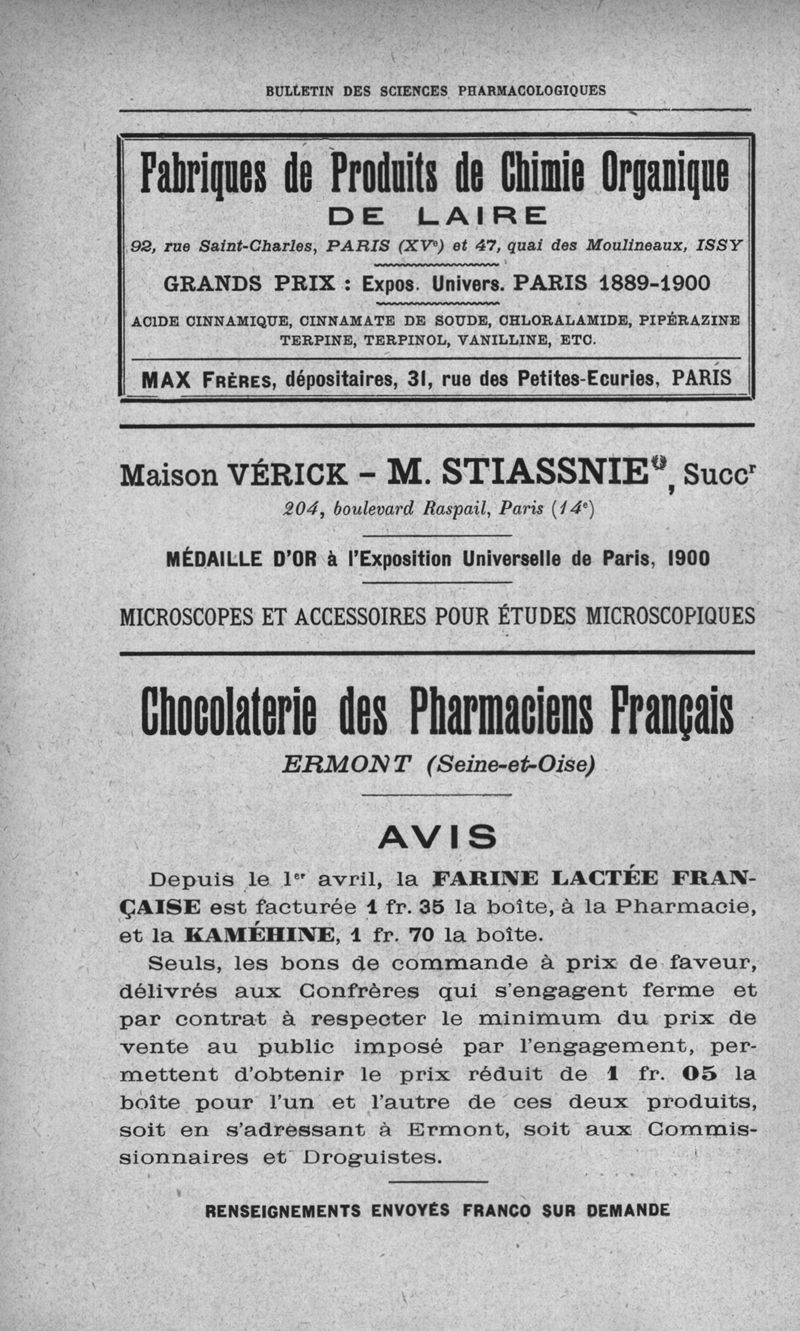 BULLETIN DES SCIENCES PHARMACOLOGIQUES
Fabriques de Produits de Chimie Organique
DE LAIRE
92, rue Saint-Charles, PARIS (XVe) et 47, quai des Moulineaux, ISSY
GRANDS PRIX : Expos. Univers. PARIS 1889-1900
ACIDE CINNAMIQUE, CINNAMATE DE SOUDE, CHLORALAMIDE, PIPÉRAZINE
TERPINE, TERPINOL, VANILLINE, ETC.
MAX FRÈRES, dépositaires, 31, rue des Petites-Ecuries, PARIS
Maison VÉRICK - M. STIASSNIE, Succr
204, boulevard Raspail, Paris (14e)
MÉDAILLE D'OR à l'Exposition Universelle de Paris, 1900
MICROSCOPES ET ACCESSOIRES POUR ÉTUDES MICROSCOPIQUES
Chocolaterie des Pharmaciens Français
ERMONT (Seine-et-Oise)
AVIS
Depuis le 1er avril, la FARINE LACTÉE FRAN-
ÇAISE est facturée 1 fr. 35 la boîte, à la Pharmacie,
et la KAMÉHINE, 1 fr. 70 la boîte.
Seuls, les bons de commande à prix de faveur,
délivrés aux Confrères qui s'engagent ferme et
par contrat à respecter le minimum du prix de
vente au public imposé par l'engagement, per-
mettent d'obtenir le prix réduit de 1 fr. 05 la
boîte pour l'un et l'autre de ces deux produits,
soit en s'adressant à Ermont, soit aux Commis-
sionnaires et Droguistes.
RENSEIGNEMENTS ENVOYÉS FRANCO SUR DEMANDE